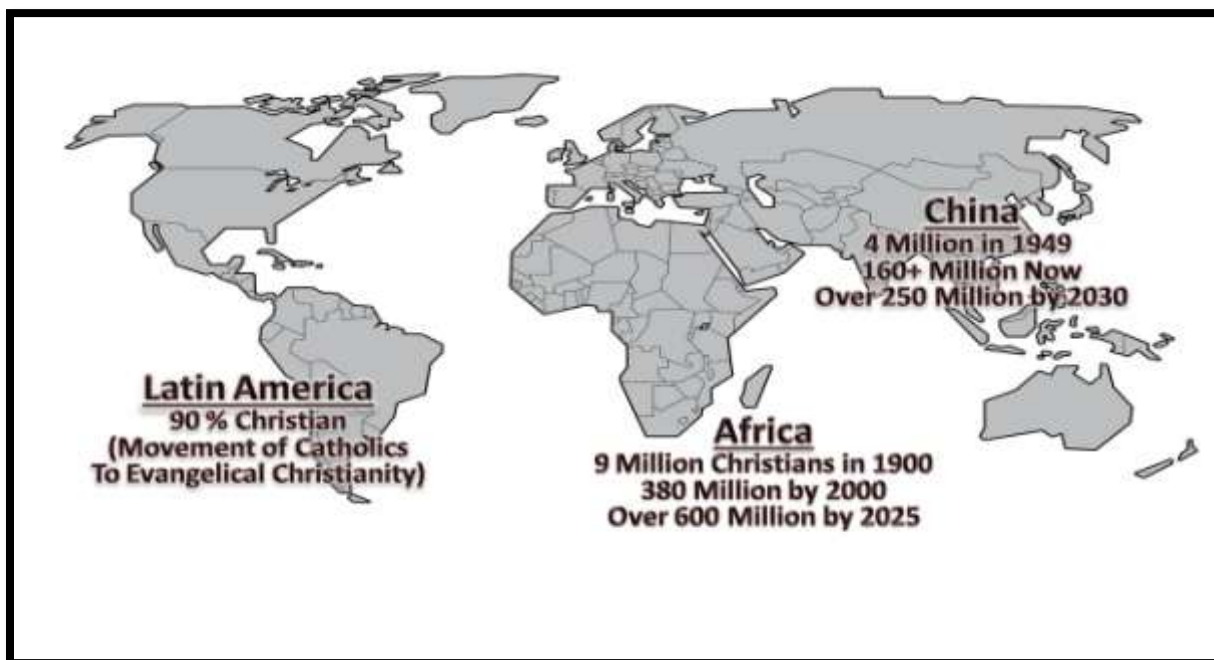 China
4 Million in 1949
160+ Million Now
Over 250 Million by 2030
Latin America
90 % Christian
(Movement of Catholics
To Evangelical Christianity)
Africa
9 Million Christians in 1900
380 Million by 2000
Over 600 Million by 2025